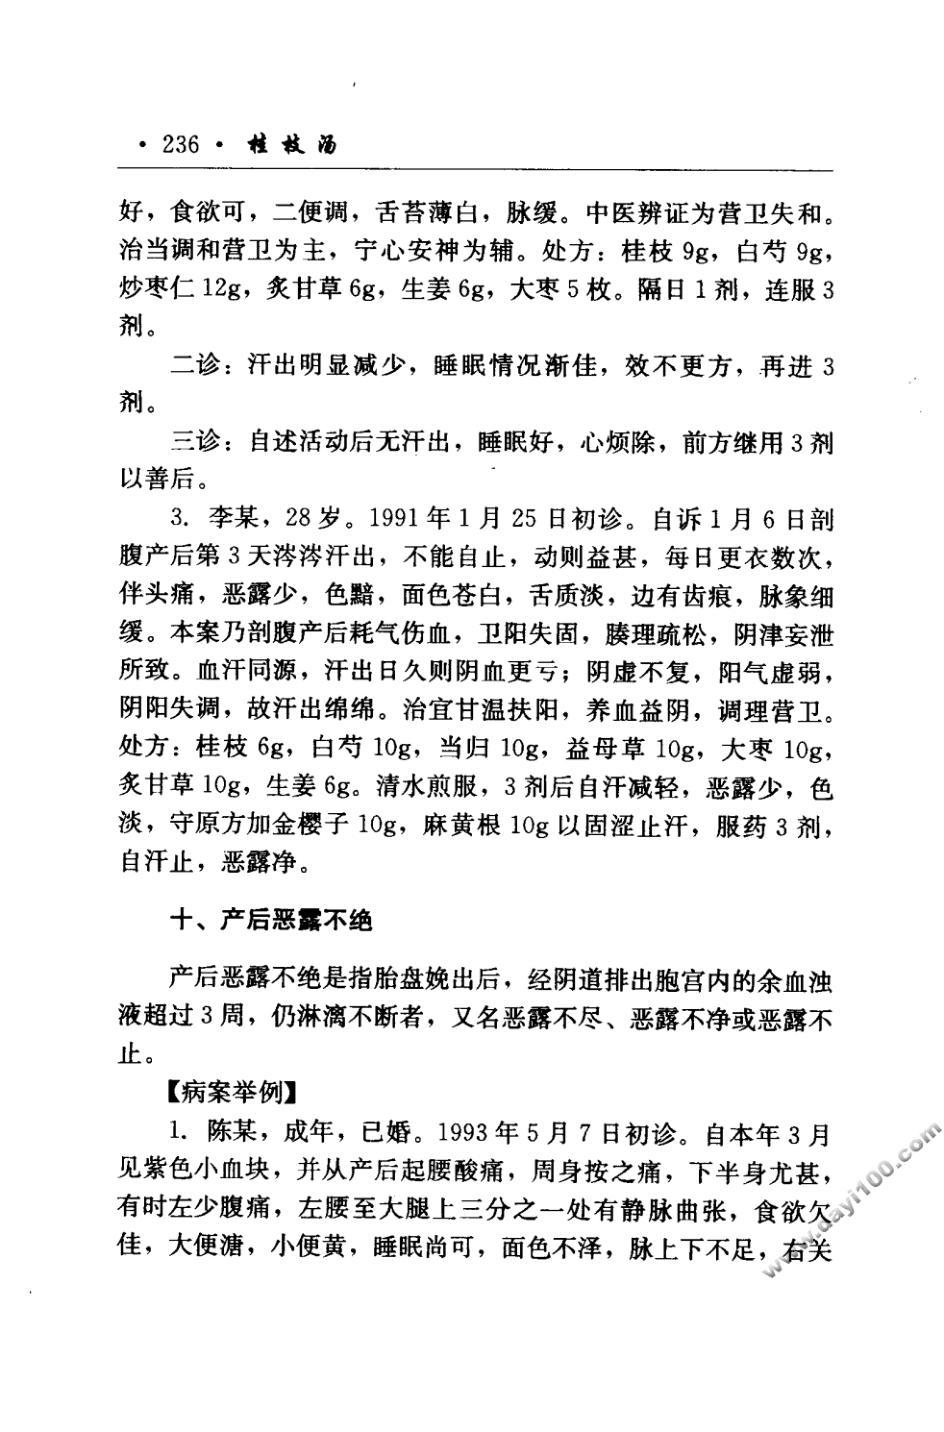 ·236· 桂枝汤
好，食欲可，二便调，舌苔薄白，脉缓。中医辨证为营卫失和。
治当调和营卫为主，宁心安神为辅。处方：桂枝 9g，白芍 9g，
炒枣仁 12g，炙甘草 6g，生姜 6g，大枣 5 枚。隔日 1 剂，连服 3
剂。
二诊：汗出明显减少，睡眠情况渐佳，效不更方，再进 3
剂。
三诊：自述活动后无汗出，睡眠好，心烦除，前方继用 3 剂
以善后。
3. 李某，28 岁。1991 年 1 月 25 日初诊。自诉 1 月 6 日剖
腹产后第 3 天涔涔汗出，不能自止，动则益甚，每日更衣数次，
伴头痛，恶露少，色黯，面色苍白，舌质淡，边有齿痕，脉象细
缓。本案乃剖腹产后耗气伤血，卫阳失固，腠理疏松，阴津妄泄
所致。血汗同源，汗出日久则阴血更亏；阴虚不复，阳气虚弱，
阴阳失调，故汗出绵绵。治宜甘温扶阳，养血益阴，调理营卫。
处方：桂枝 6g，白芍 10g，当归 10g，益母草 10g，大枣 10g，
炙甘草 10g，生姜 6g。清水煎服，3 剂后自汗减轻，恶露少，色
淡，守原方加金樱子 10g，麻黄根 10g 以固涩止汗，服药 3 剂，
自汗止，恶露净。
十、产后恶露不绝
产后恶露不绝是指胎盘娩出后，经阴道排出胞宫内的余血浊
液超过 3 周，仍淋漓不断者，又名恶露不尽、恶露不净或恶露不
止。
【病案举例】
1. 陈某，成年，已婚。1993 年 5 月 7 日初诊。自本年 3 月
见紫色小血块，并从产后起腰酸痛，周身按之痛，下半身尤甚，
有时左少腹痛，左腰至大腿上三分之一处有静脉曲张，食欲欠
佳，大便溏，小便黄，睡眠尚可，面色不泽，脉上下不足，右关
www.dayi100.com